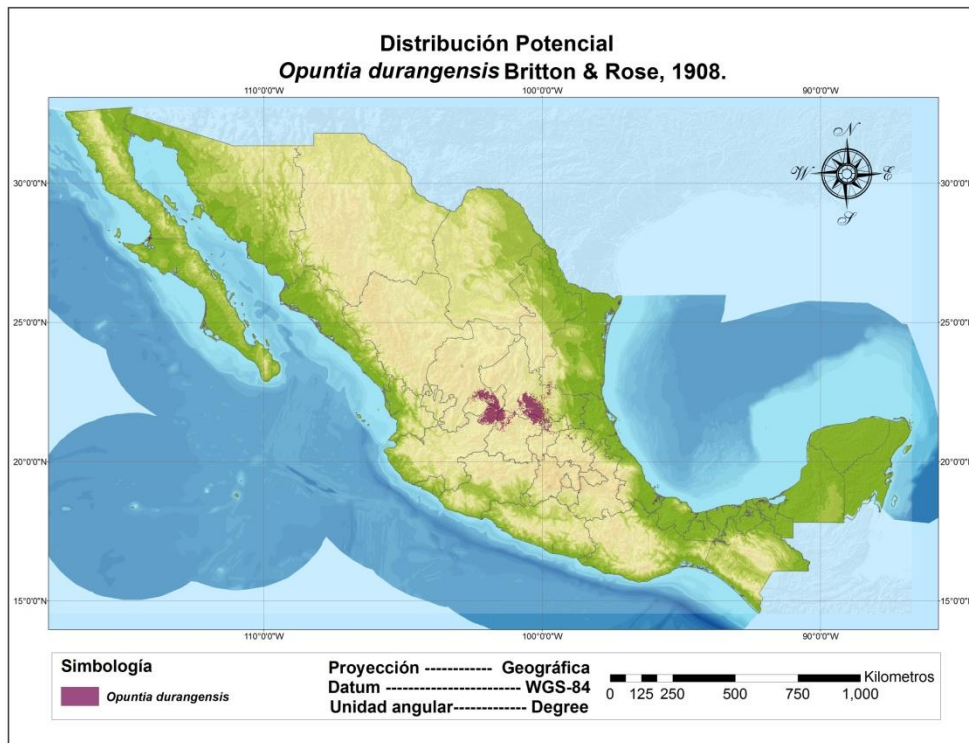 Distribución Potencial
Opuntia durangensis Britton & Rose, 1908.
110°0'0"W 100°0'0"W 90°0'0"W
N
W E
S
30°0'0"N 30°0'0"N
25°0'0"N 25°0'0"N
20°0'0"N 20°0'0"N
15°0'0"N 15°0'0"N
110°0'0"W 100°0'0"W 90°0'0"W
Simbología
Opuntia durangensis
Proyección ------------ Geográfica
Datum ------------------------ WGS-84
Unidad angular------------- Degree
Kilometros
0 125 250 500 750 1,000